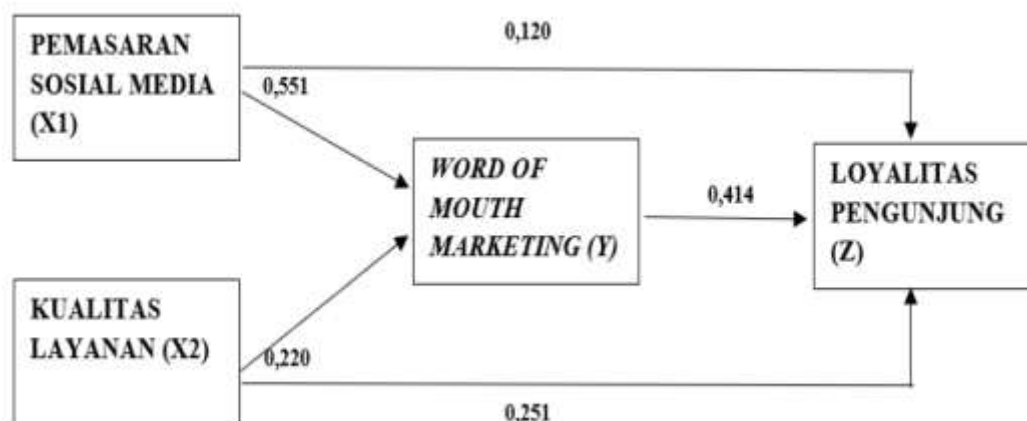 PEMASARAN
SOSIAL MEDIA
(X1)
0,120
0,551
WORD OF
MOUTH
MARKETING (Y)
0,414
LOYALITAS
PENGUNJUNG
(Z)
KUALITAS
LAYANAN (X2)
0,220
0,251